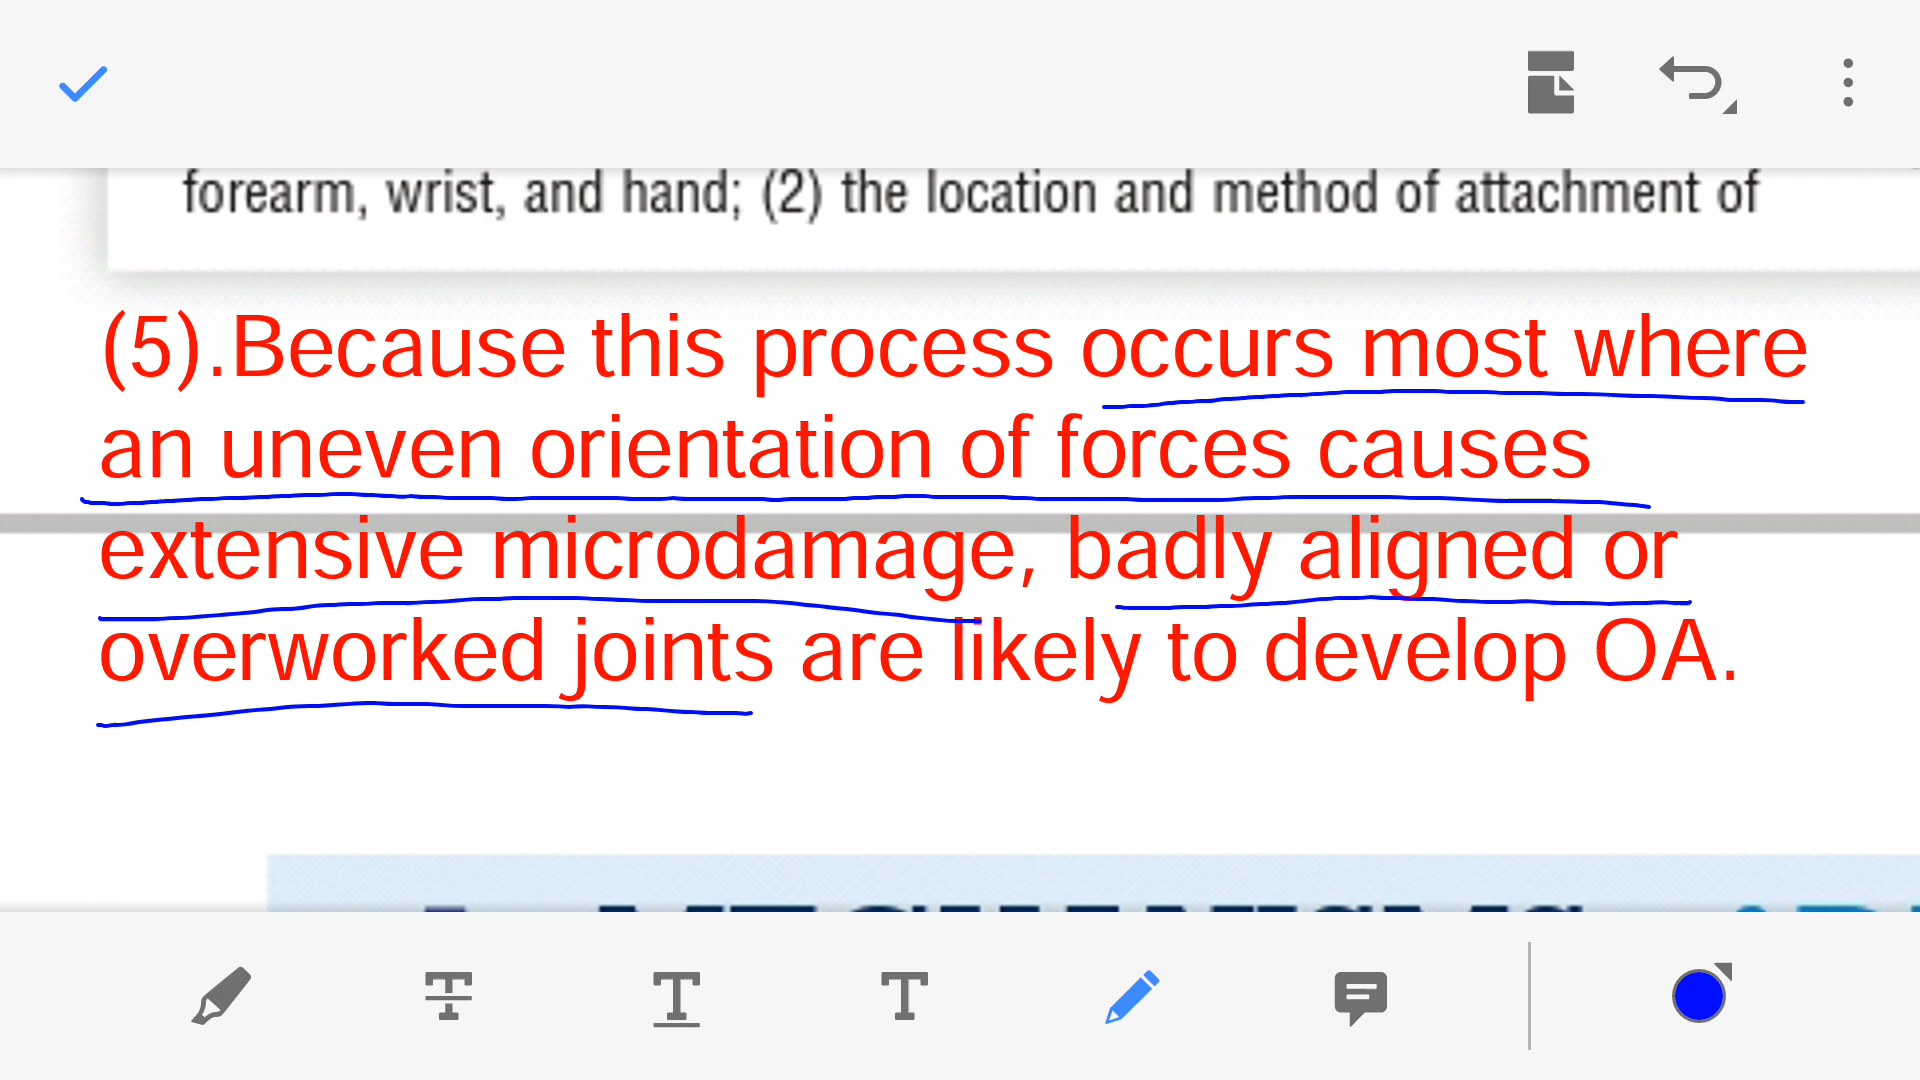 forearm, wrist, and hand; (2) the location and method of attachment of
(5).Because this process occurs most where
an uneven orientation of forces causes
extensive microdamage, badly aligned or
overworked joints are likely to develop OA.